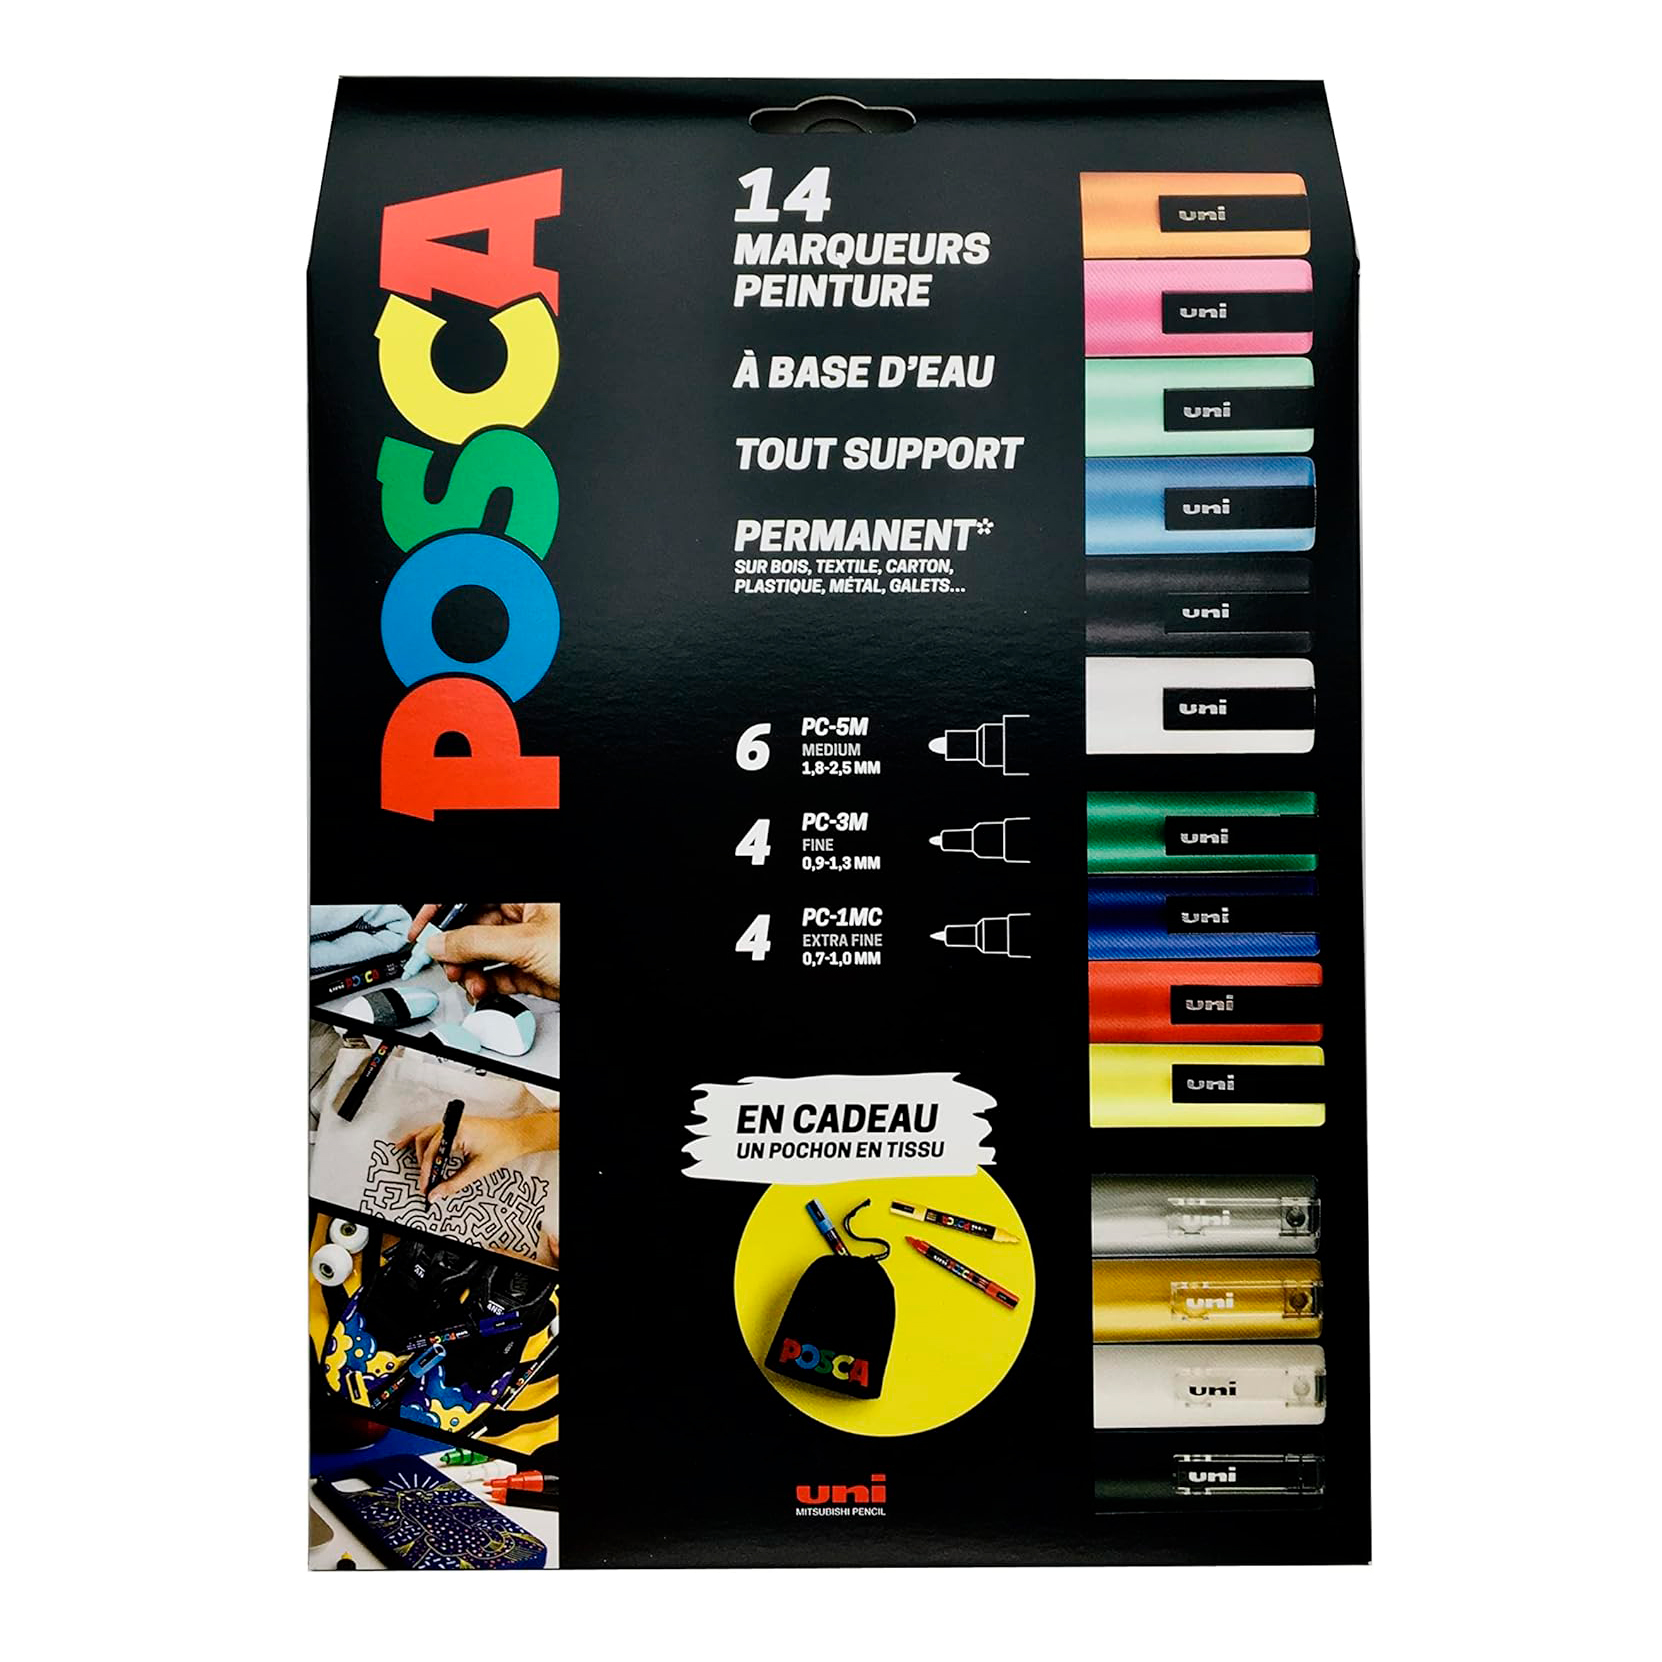 POSCA
14
MARQUEURS
PEINTURE
À BASE D'EAU
TOUT SUPPORT
PERMANENT*
SUR BOIS, TEXTILE, CARTON,
PLASTIQUE, MÉTAL, GALETS...
6
PC-5M
MEDIUM
1,8-2,5 MM
4
PC-3M
FINE
0,9-1,3 MM
4
PC-1MC
EXTRA FINE
0,7-1,0 MM
EN CADEAU
UN POCHON EN TISSU
POSCA
uni
MITSUBISHI PENCIL
uni
uni
uni
uni
uni
uni
uni
uni
uni
uni
uni
uni
uni
uni